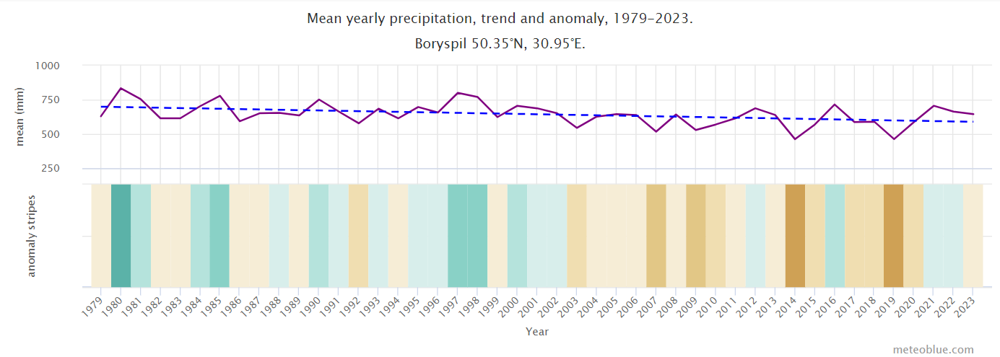 Mean yearly precipitation, trend and anomaly, 1979-2023.
Boryspil 50.35°N, 30.95°E.
1000
750
500
250
mean (mm)
anomaly stripes
1979 1980 1981 1982 1983 1984 1985 1986 1987 1988 1989 1990 1991 1992 1993 1994 1995 1996 1997 1998 1999 2000 2001 2002 2003 2004 2005 2006 2007 2008 2009 2010 2011 2012 2013 2014 2015 2016 2017 2018 2019 2020 2021 2022 2023
Year
meteoblue.com